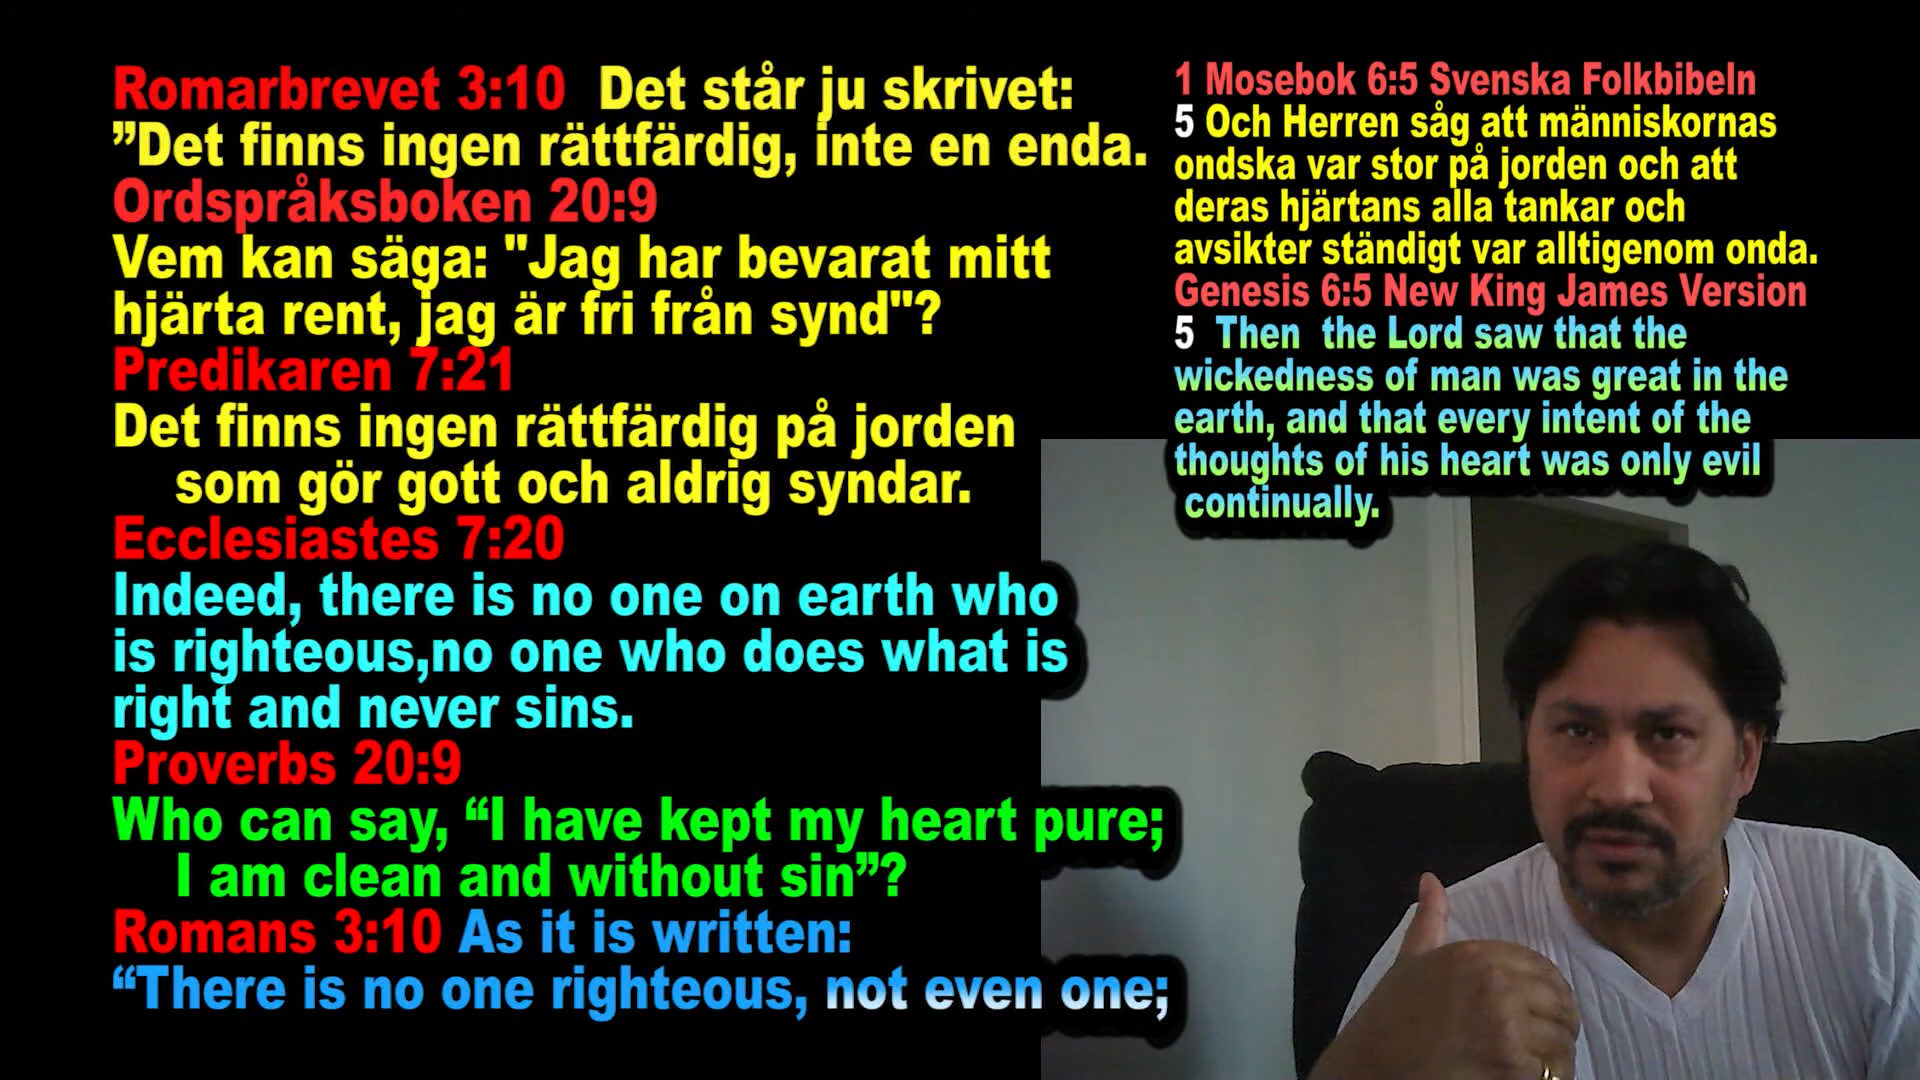 Romarbrevet 3:10 Det står ju skrivet:
”Det finns ingen rättfärdig, inte en enda.
Ordspråksboken 20:9
Vem kan säga: "Jag har bevarat mitt
hjärta rent, jag är fri från synd"?
Predikaren 7:21
Det finns ingen rättfärdig på jorden
som gör gott och aldrig syndar.
Ecclesiastes 7:20
Indeed, there is no one on earth who
is righteous,no one who does what is
right and never sins.
Proverbs 20:9
Who can say, “I have kept my heart pure;
I am clean and without sin”?
Romans 3:10 As it is written:
“There is no one righteous, not even one;
1 Mosebok 6:5 Svenska Folkbibeln
5 Och Herren såg att människornas
ondska var stor på jorden och att
deras hjärtans alla tankar och
avsikter ständigt var alltigenom onda.
Genesis 6:5 New King James Version
5 Then the Lord saw that the
wickedness of man was great in the
earth, and that every intent of the
thoughts of his heart was only evil
continually.